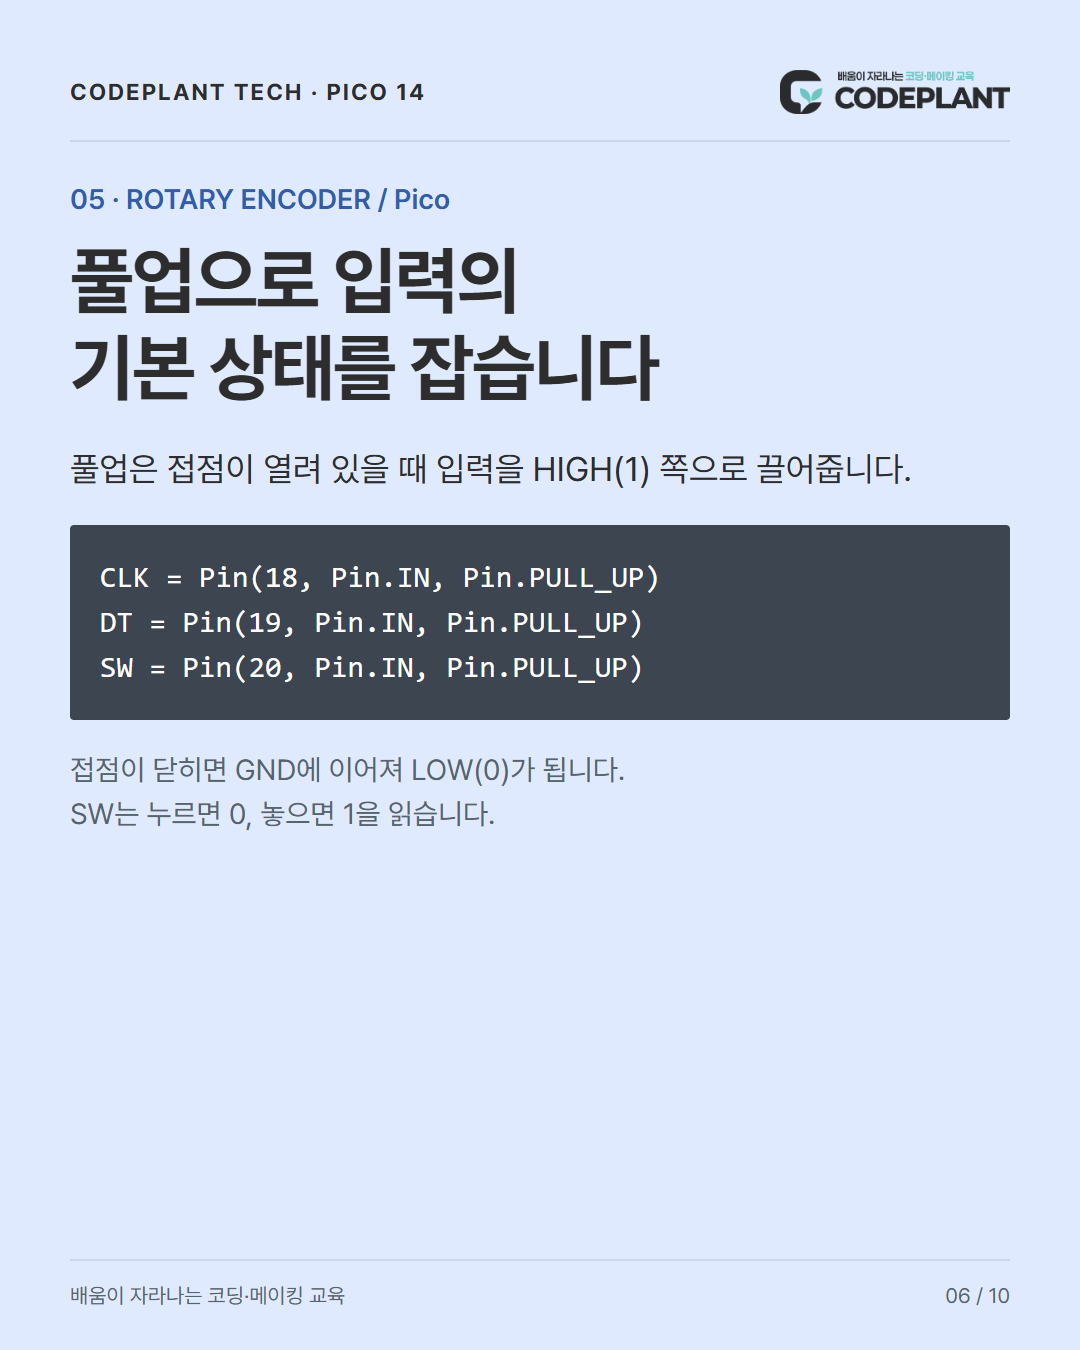 CODEPLANT TECH · PICO 14
배움이 자라나는 코딩·메이킹 교육
CODEPLANT
05 · ROTARY ENCODER / Pico
풀업으로 입력의
기본 상태를 잡습니다
풀업은 접점이 열려 있을 때 입력을 HIGH(1) 쪽으로 끌어줍니다.
CLK = Pin(18, Pin.IN, Pin.PULL_UP)
DT = Pin(19, Pin.IN, Pin.PULL_UP)
SW = Pin(20, Pin.IN, Pin.PULL_UP)
접점이 닫히면 GND에 이어져 LOW(0)가 됩니다.
SW는 누르면 0, 놓으면 1을 읽습니다.
배움이 자라나는 코딩·메이킹 교육
06 / 10